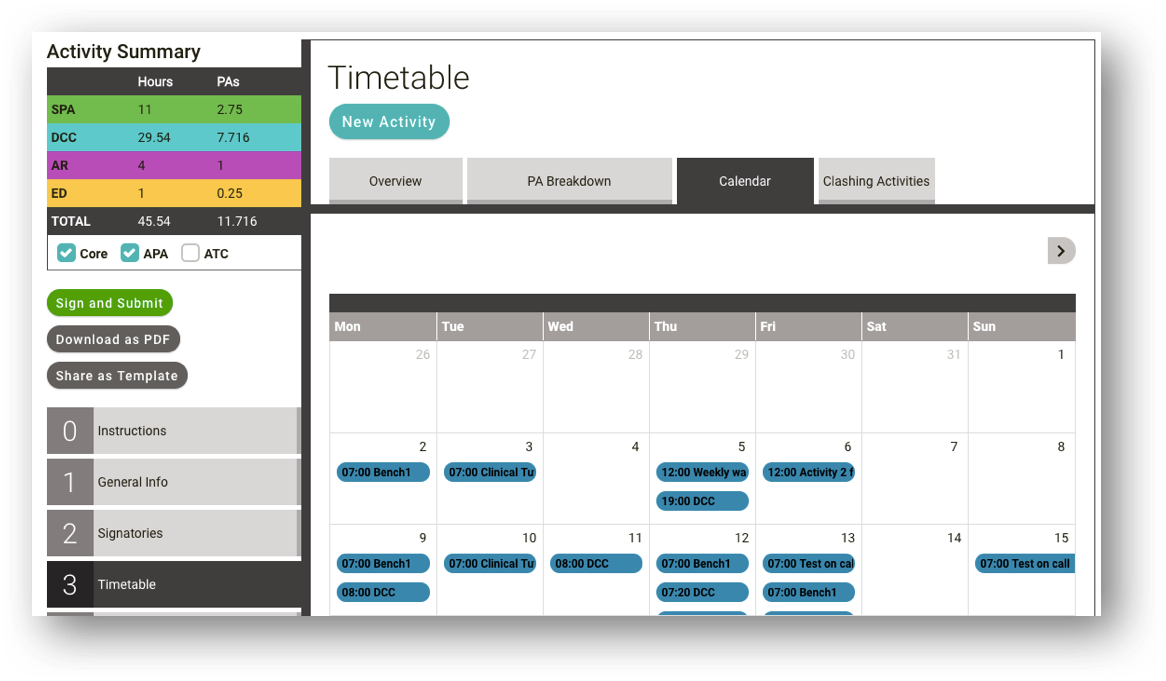 Activity Summary
Hours PAs
SPA 11 2.75
DCC 29.54 7.716
AR 4 1
ED 1 0.25
TOTAL 45.54 11.716
Core APA ATC
Sign and Submit
Download as PDF
Share as Template
0 Instructions
1 General Info
2 Signatories
3 Timetable
Timetable
New Activity
Overview PA Breakdown Calendar Clashing Activities
Mon Tue Wed Thu Fri Sat Sun
26 27 28 29 30 31 1
2 3 4 5 6 7 8
07:00 Bench1 07:00 Clinical Tu 12:00 Weekly wa 12:00 Activity 2 f
19:00 DCC
9 10 11 12 13 14 15
07:00 Bench1 07:00 Clinical Tu 08:00 DCC 07:00 Bench1 07:00 Test on cal 07:00 Test on call
08:00 DCC 07:20 DCC 07:00 Bench1